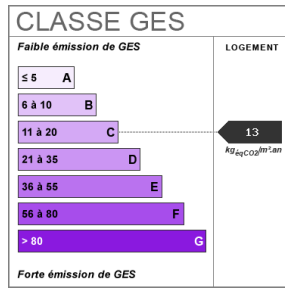 CLASSE GES
Faible émission de GES
LOGEMENT
≤ 5 A
6 à 10 B
11 à 20 C
13
kgéqCO2/m².an
21 à 35 D
36 à 55 E
56 à 80 F
> 80 G
Forte émission de GES